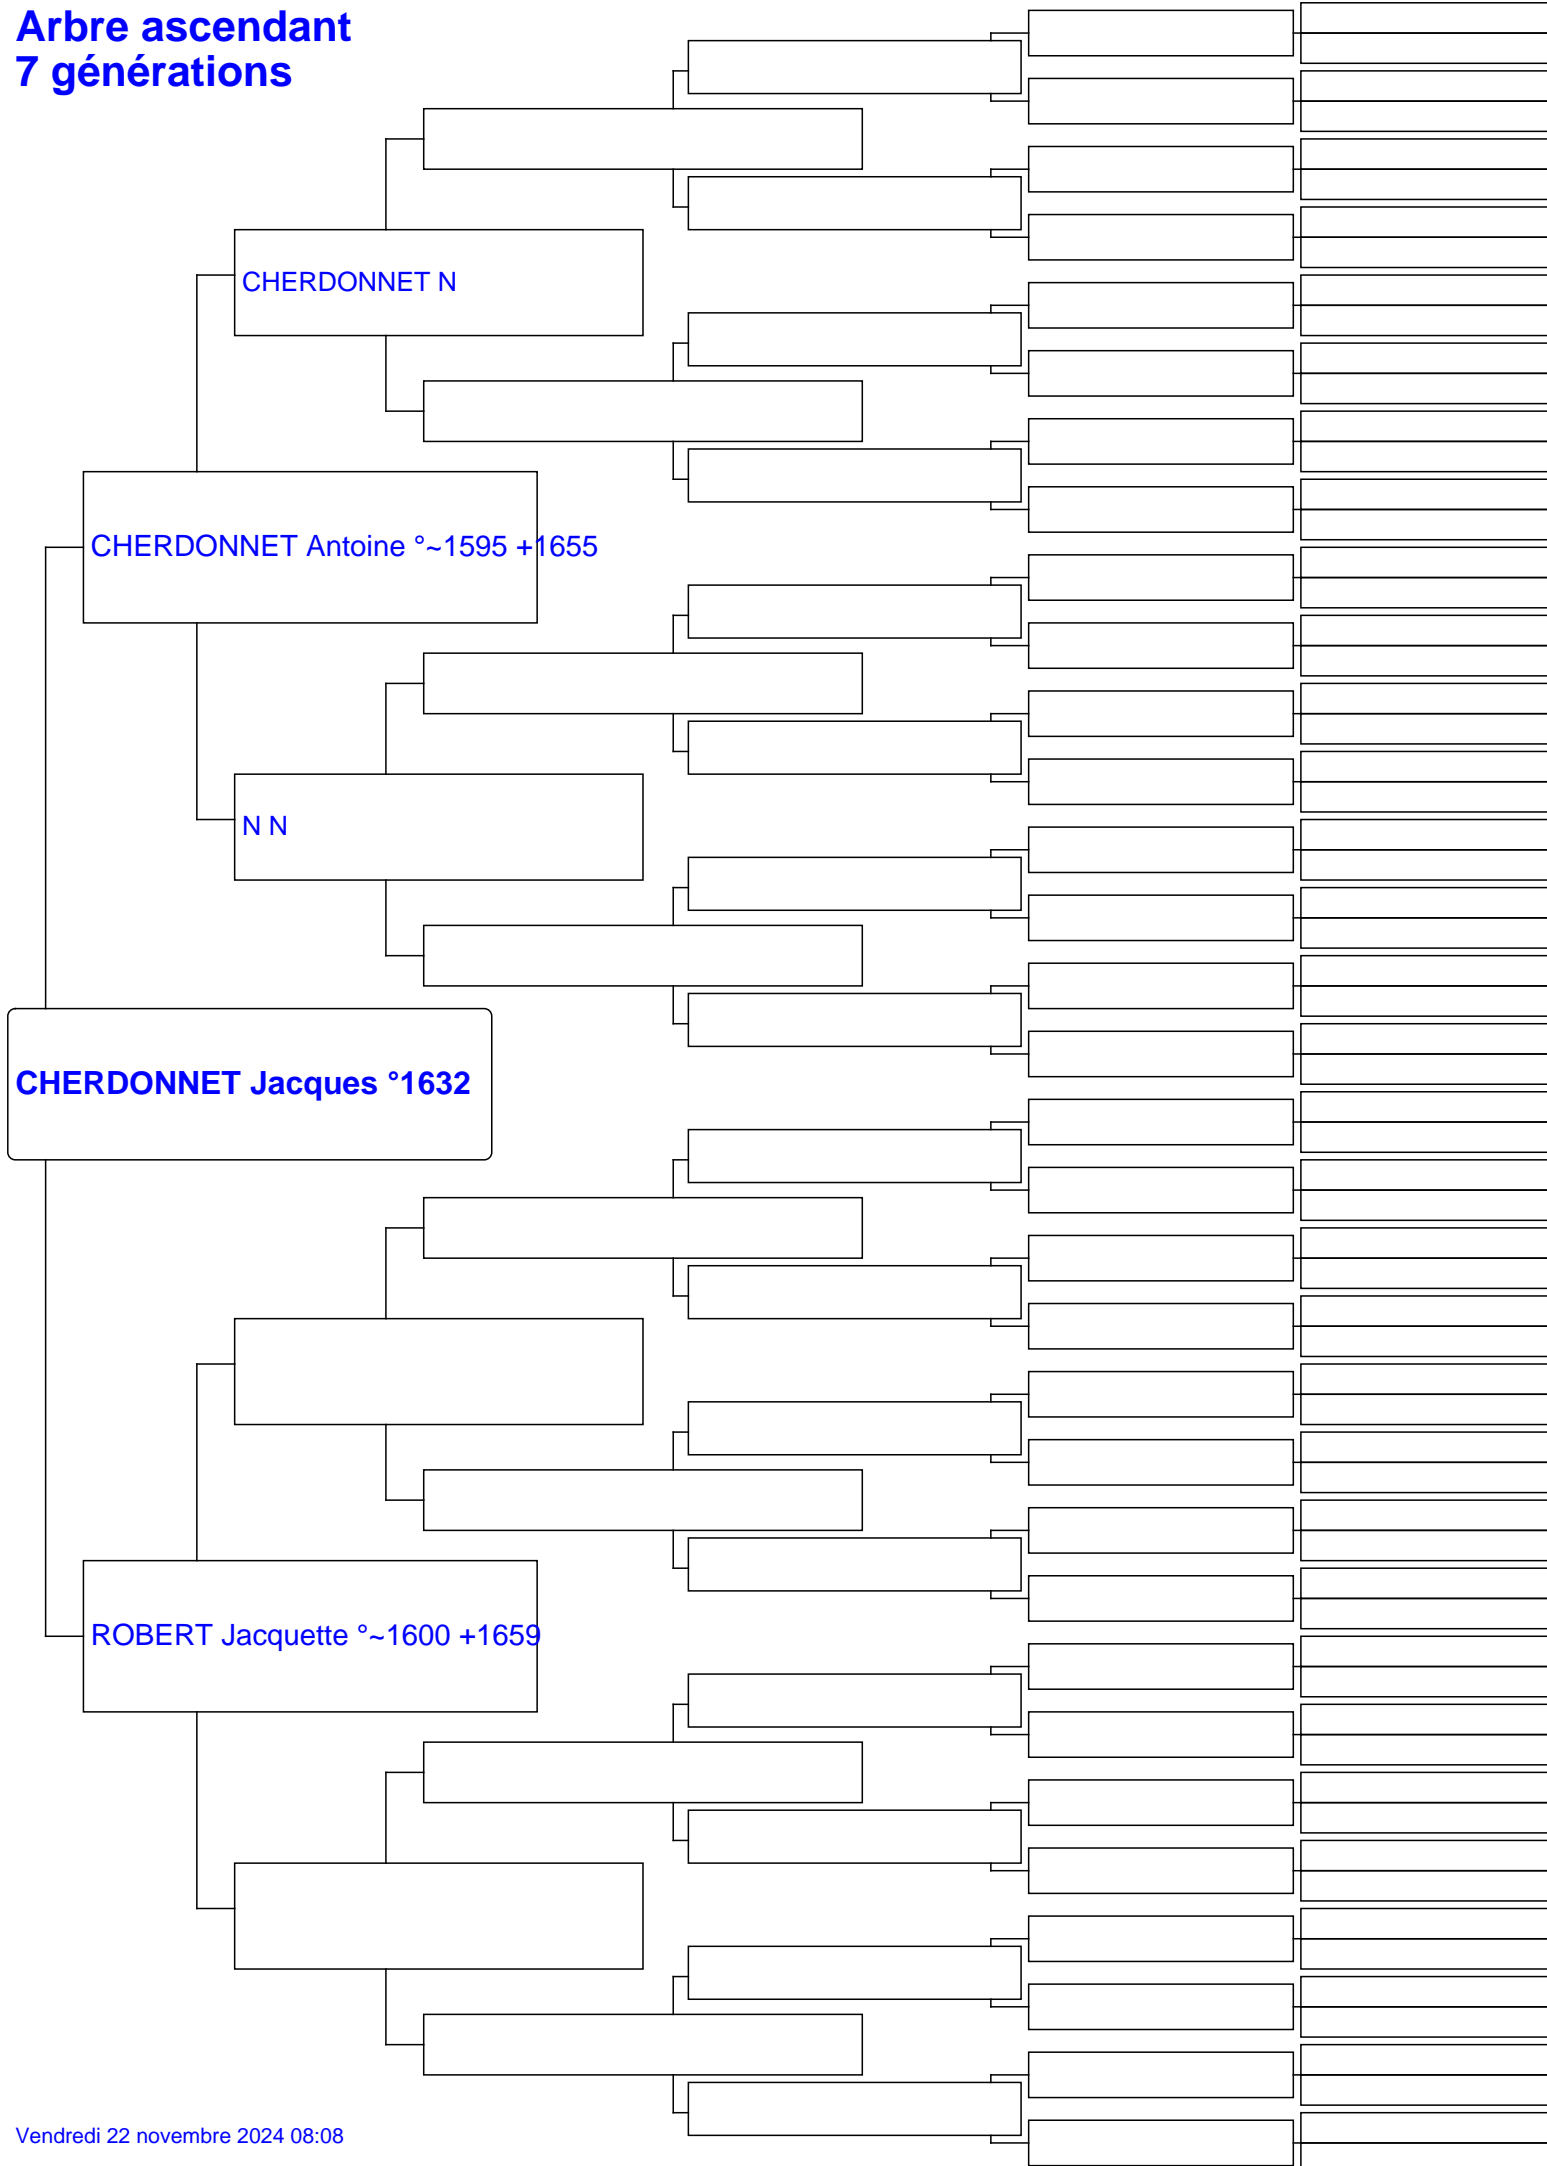 Arbre ascendant
7 générations
CHERDONNET N
CHERDONNET Antoine °~1595 +1655
N N
CHERDONNET Jacques °1632
ROBERT Jacquette °~1600 +1659
Vendredi 22 novembre 2024 08:08